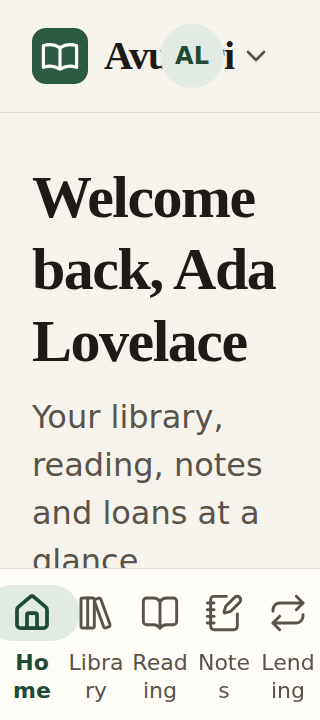 AL
Welcome
back, Ada
Lovelace
Your library,
reading, notes
and loans at a
glance
Ho
me
Libra
ry
Read
ing
Note
s
Lend
ing